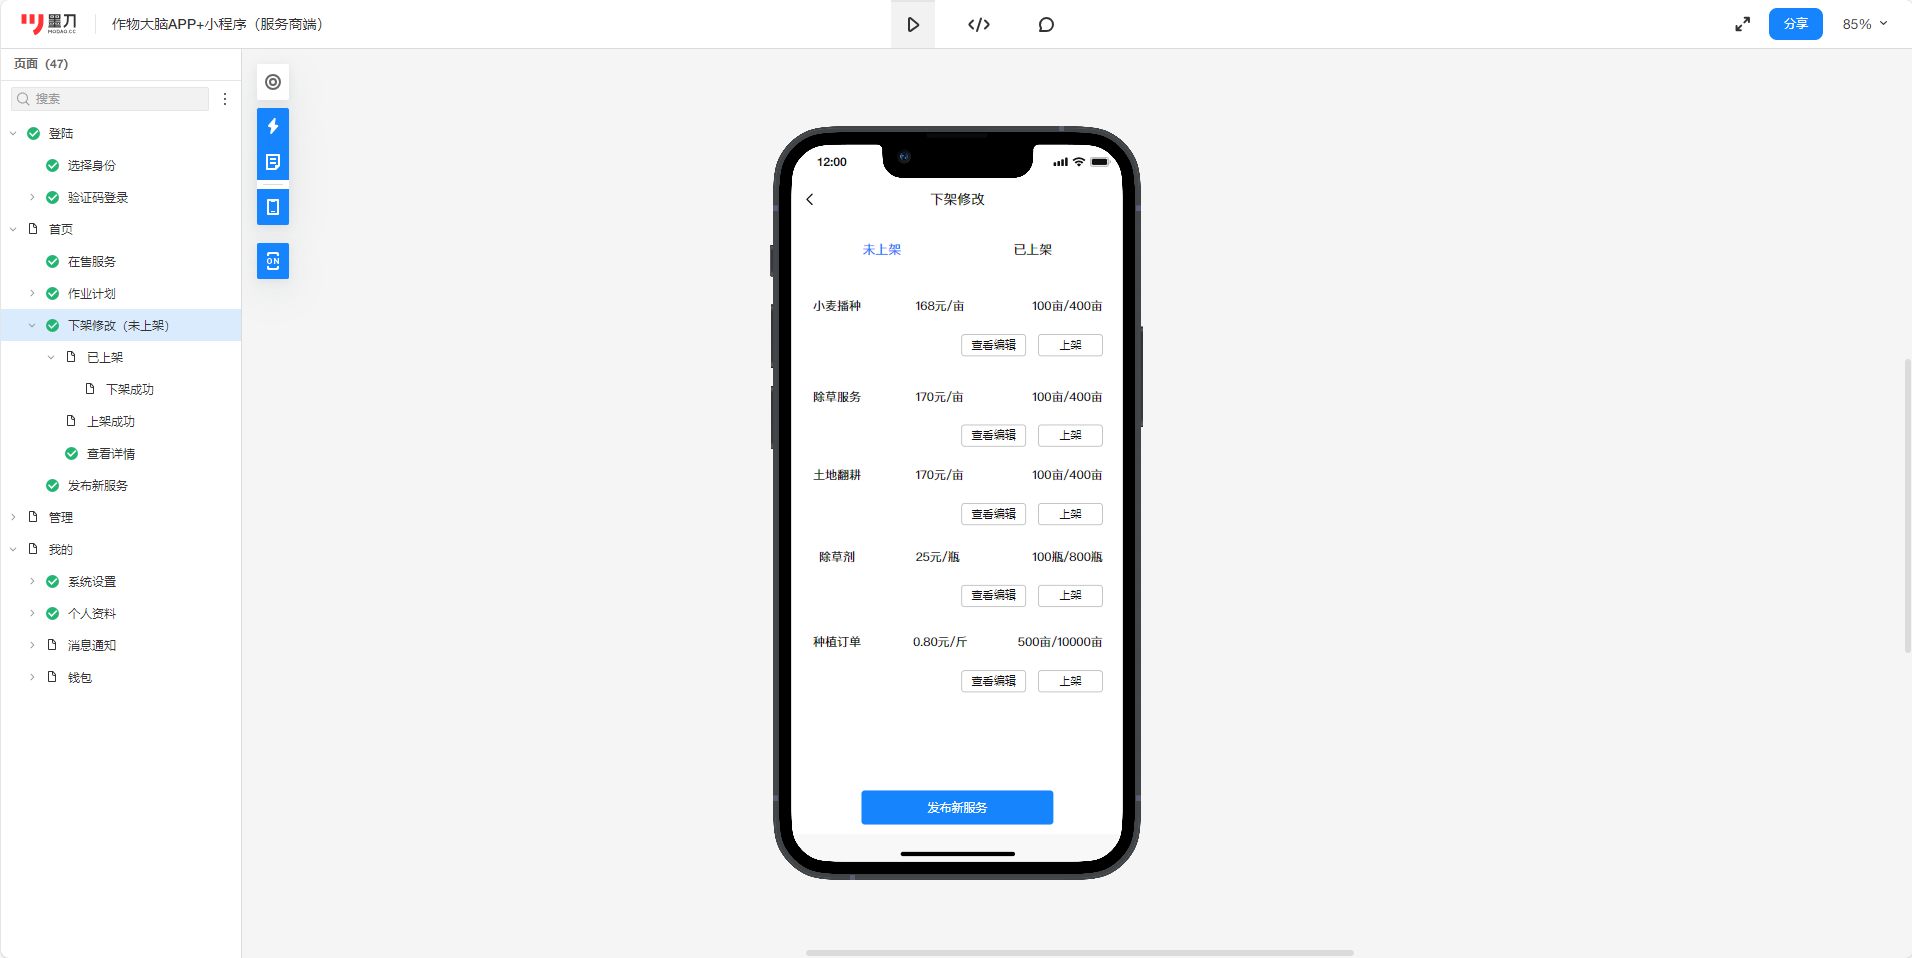 墨刀
MODAO.CC
作物大脑APP+小程序（服务商端）
分享
85%
页面 (47)
搜索
登陆
选择身份
验证码登录
首页
在售服务
作业计划
下架修改（未上架）
已上架
下架成功
上架成功
查看详情
发布新服务
管理
我的
系统设置
个人资料
消息通知
钱包
ON
12:00
下架修改
未上架 已上架
小麦播种 168元/亩 100亩/400亩
查看编辑 上架
除草服务 170元/亩 100亩/400亩
查看编辑 上架
土地翻耕 170元/亩 100亩/400亩
查看编辑 上架
除草剂 25元/瓶 100瓶/800瓶
查看编辑 上架
种植订单 0.80元/斤 500亩/10000亩
查看编辑 上架
发布新服务